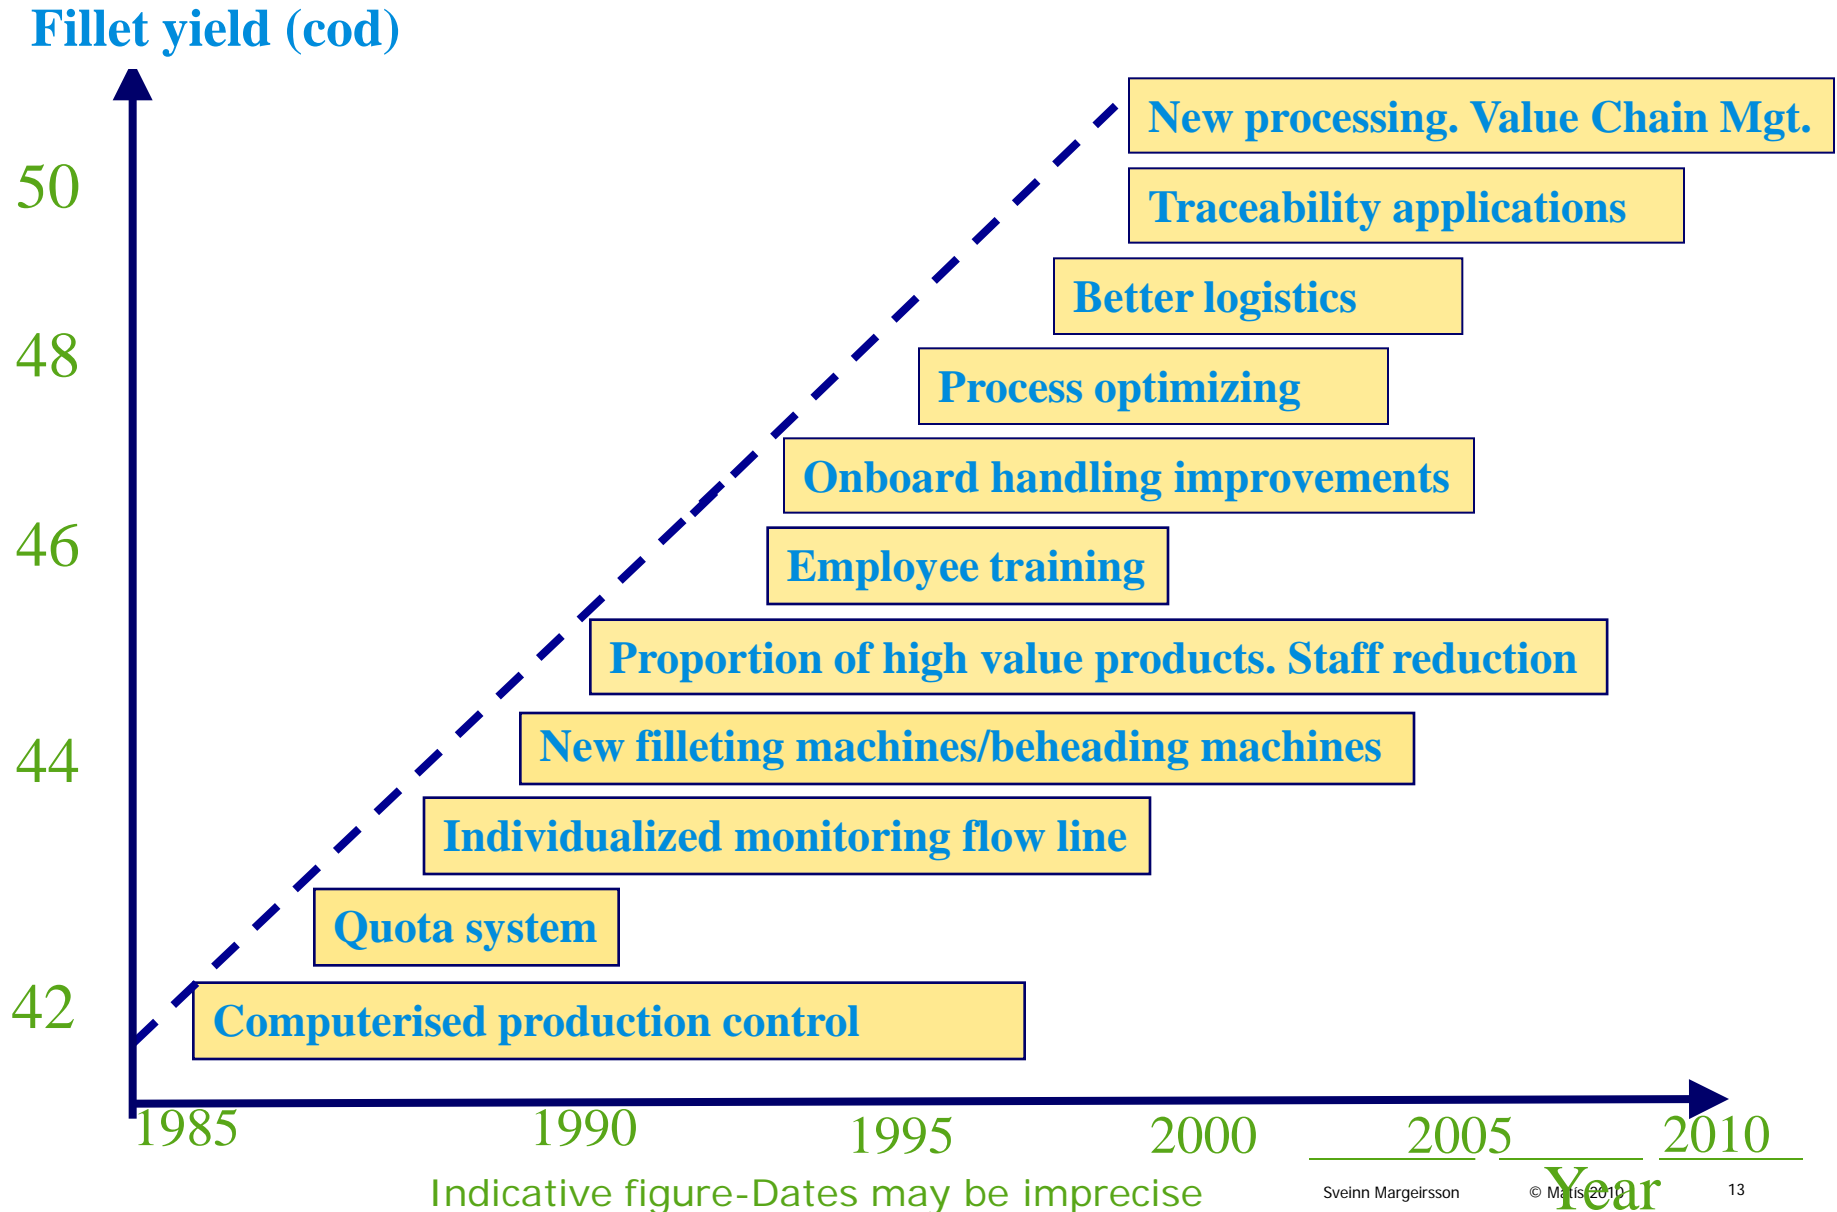 Fillet yield (cod)
New processing. Value Chain Mgt.
50
Traceability applications
Better logistics
48
Process optimizing
Onboard handling improvements
46
Employee training
Proportion of high value products. Staff reduction
44
New filleting machines/beheading machines
Individualized monitoring flow line
Quota system
42
Computerised production control
1985 1990 1995 2000 2005 2010
Year
Indicative figure-Dates may be imprecise
Sveinn Margeirsson © Matís 2010 13